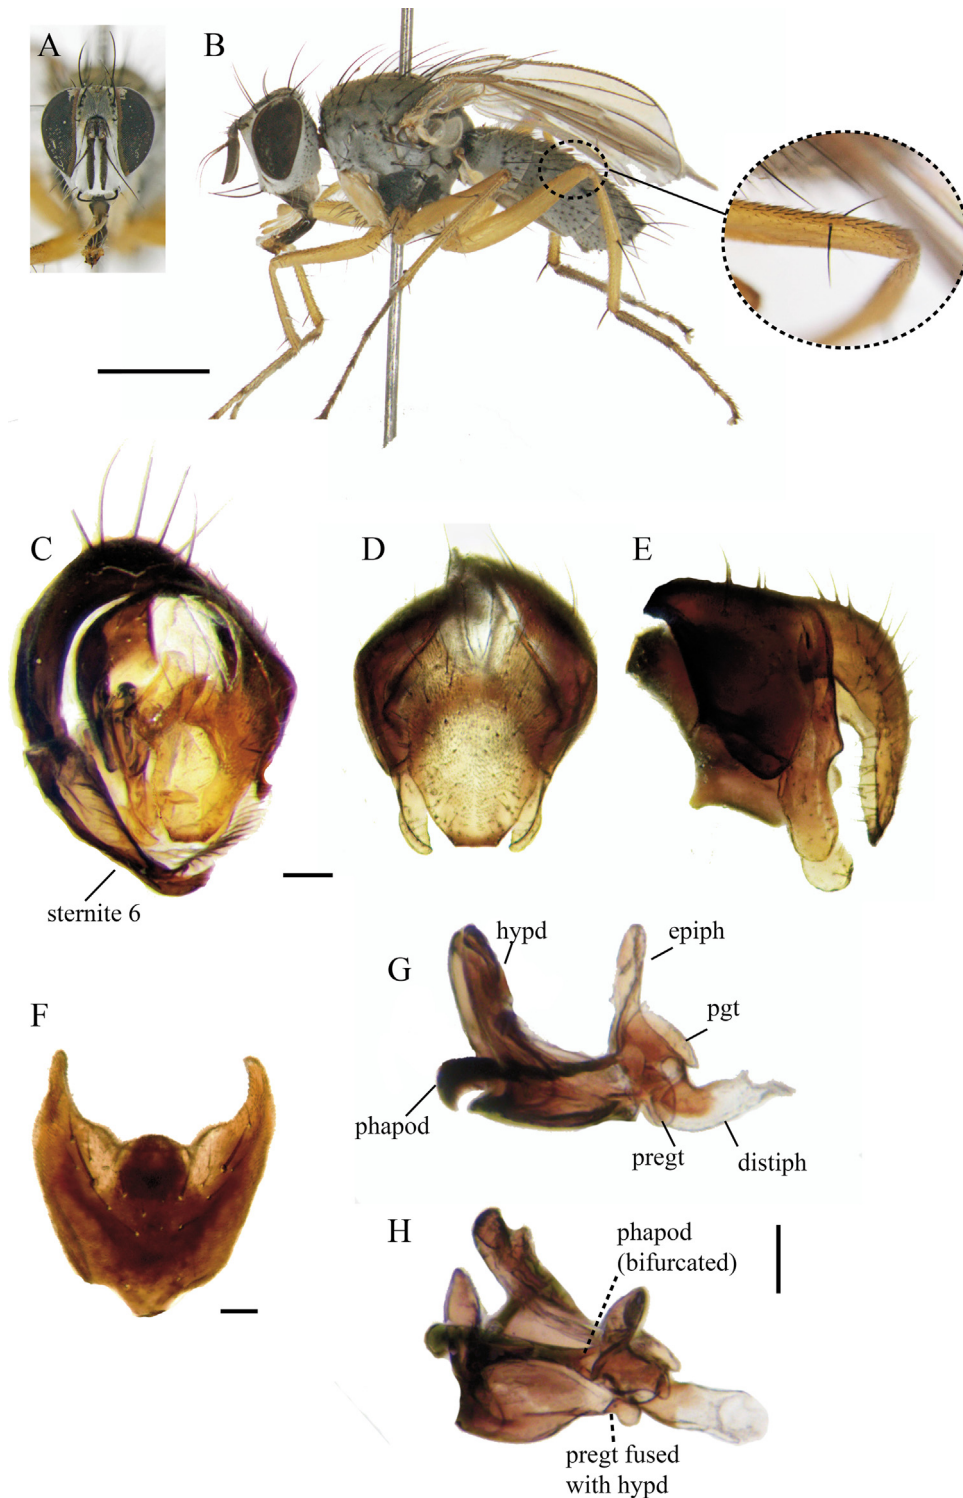 A
B
C
D
E
sternite 6
F
G
hypd
epiph
pgt
phapod
pregt
distiph
H
phapod
(bifurcated)
pregt fused
with hypd